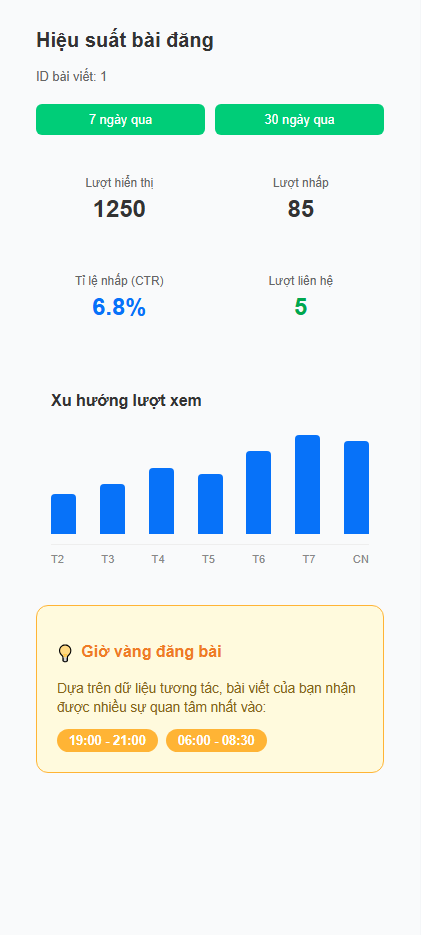 Hiệu suất bài đăng
ID bài viết: 1
7 ngày qua
30 ngày qua
Lượt hiển thị
Lượt nhấp
1250
85
Tỉ lệ nhấp (CTR)
Lượt liên hệ
6.8%
5
Xu hướng lượt xem
T2 T3 T4 T5 T6 T7 CN
Giờ vàng đăng bài
Dựa trên dữ liệu tương tác, bài viết của bạn nhận
được nhiều sự quan tâm nhất vào:
19:00 - 21:00
06:00 - 08:30